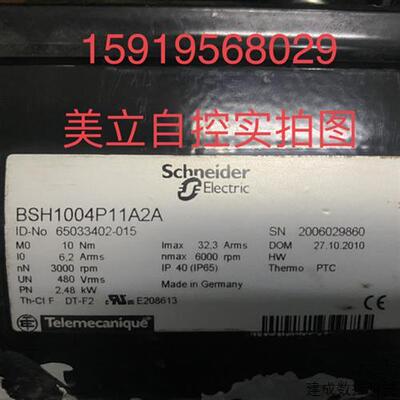 15919568029
美立自控实拍图
Schneider
Electric
BSH1004P11A2A
ID-No 65033402-015
SN 2006029860
M0 10 Nm Imax 32,3 Arms DOM 27.10.2010
I0 6,2 Arms nmax 6000 rpm HW
nN 3000 rpm IP 40 (IP65) Thermo PTC
UN 480 Vrms
PN 2,48 kW Made in Germany
Th-Cl F DT-F2 E208613
Telemecanique